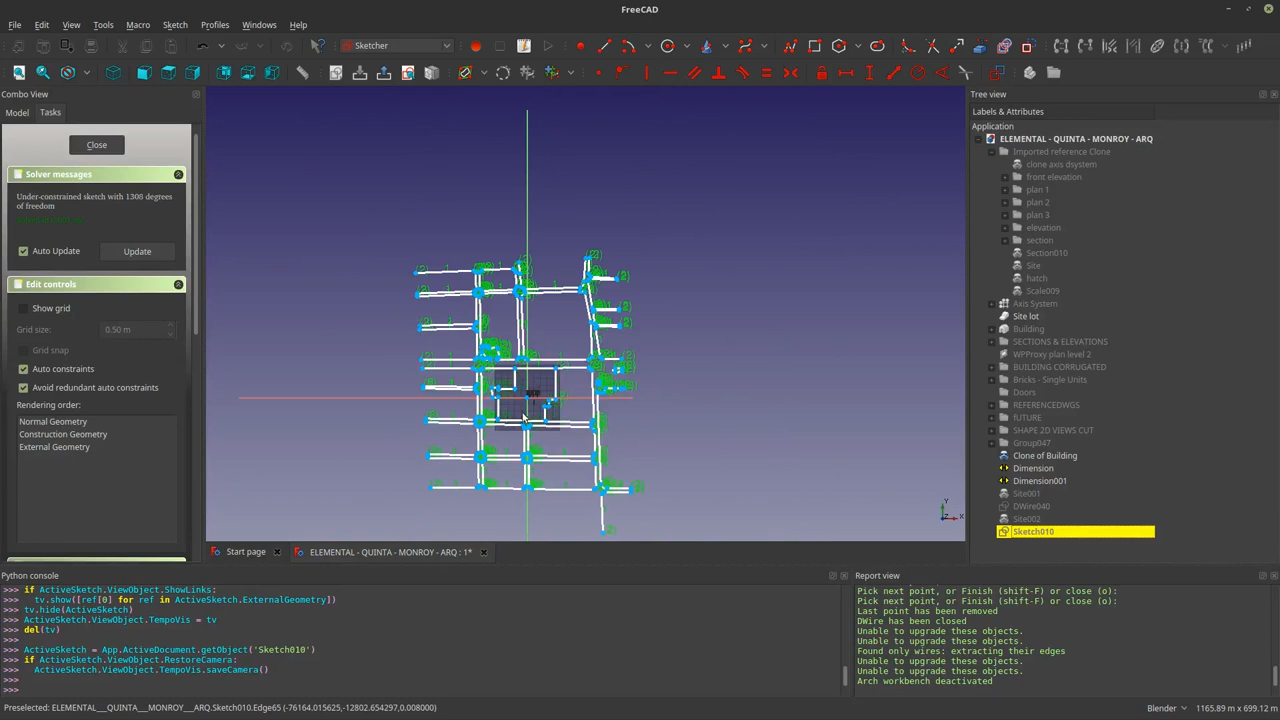 FreeCAD
File Edit View Tools Macro Sketch Profiles Windows Help
Sketcher
Combo View
Model Tasks
Close
Solver messages
Under-constrained sketch with 1308 degrees
of freedom
Auto Update Update
Edit controls
Show grid
Grid size: 0.50 m
Grid snap
Auto constraints
Avoid redundant auto constraints
Rendering order:
Normal Geometry
Construction Geometry
External Geometry
Y
Z X
Start page
ELEMENTAL - QUINTA - MONROY - ARQ : 1*
Tree view
Labels & Attributes
Application
ELEMENTAL - QUINTA - MONROY - ARQ
Imported reference Clone
clone axis dsystem
front elevation
plan 1
plan 2
plan 3
elevation
section
Section010
Site
hatch
Scale009
Axis System
Site lot
Building
SECTIONS & ELEVATIONS
WPProxy plan level 2
BUILDING CORRUGATED
Bricks - Single Units
Doors
REFERENCEDWGS
fUTURE
SHAPE 2D VIEWS CUT
Group047
Clone of Building
Dimension
Dimension001
Site001
DWire040
Site002
Sketch010
Python console
>>> if ActiveSketch.ViewObject.ShowLinks:
>>> tv.show([ref[0] for ref in ActiveSketch.ExternalGeometry])
>>> tv.hide(ActiveSketch)
>>> ActiveSketch.ViewObject.TempoVis = tv
>>> del(tv)
>>>
>>> ActiveSketch = App.ActiveDocument.getObject('Sketch010')
>>> if ActiveSketch.ViewObject.RestoreCamera:
>>> ActiveSketch.ViewObject.TempoVis.saveCamera()
>>>
>>>
Report view
Pick next point, or Finish (shift-F) or close (o):
Pick next point, or Finish (shift-F) or close (o):
Last point has been removed
DWire has been closed
Unable to upgrade these objects.
Unable to upgrade these objects.
Found only wires: extracting their edges
Unable to upgrade these objects.
Unable to upgrade these objects.
Arch workbench deactivated
Preselected: ELEMENTAL___QUINTA___MONROY___ARQ.Sketch010.Edge65 (-76164.015625,-12802.654297,0.008000)
Blender
1165.89 m x 699.12 m